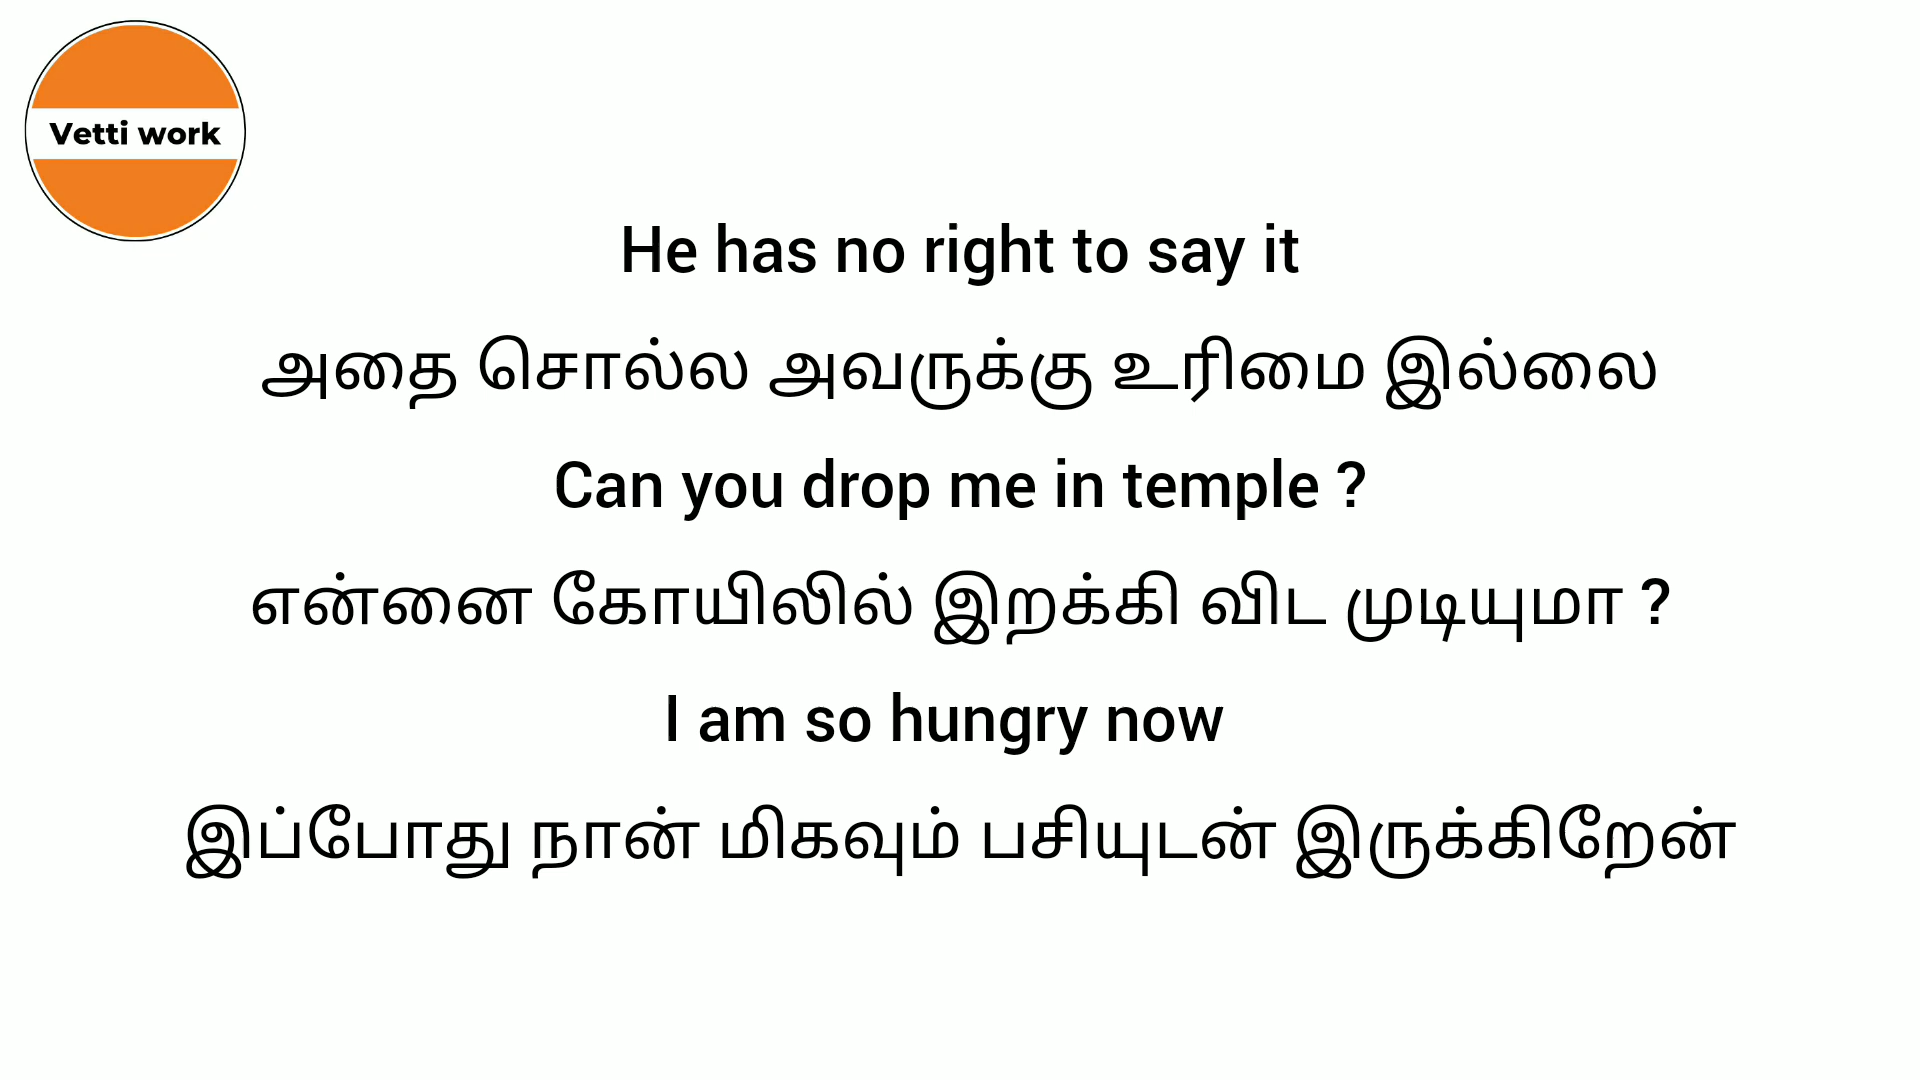 Vetti work
He has no right to say it
அதை சொல்ல அவருக்கு உரிமை இல்லை
Can you drop me in temple ?
என்னை கோயிலில் இறக்கி விட முடியுமா ?
I am so hungry now
இப்போது நான் மிகவும் பசியுடன் இருக்கிறேன்